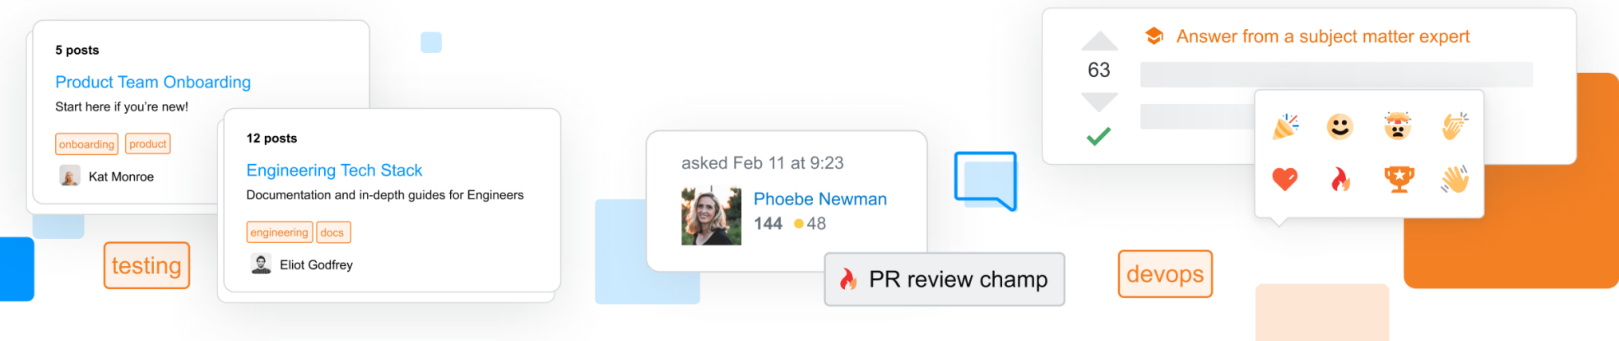 5 posts
Product Team Onboarding
Start here if you're new!
onboarding product
Kat Monroe
12 posts
Engineering Tech Stack
Documentation and in-depth guides for Engineers
engineering docs
Eliot Godfrey
testing
asked Feb 11 at 9:23
Phoebe Newman
144 48
PR review champ
Answer from a subject matter expert
63
devops